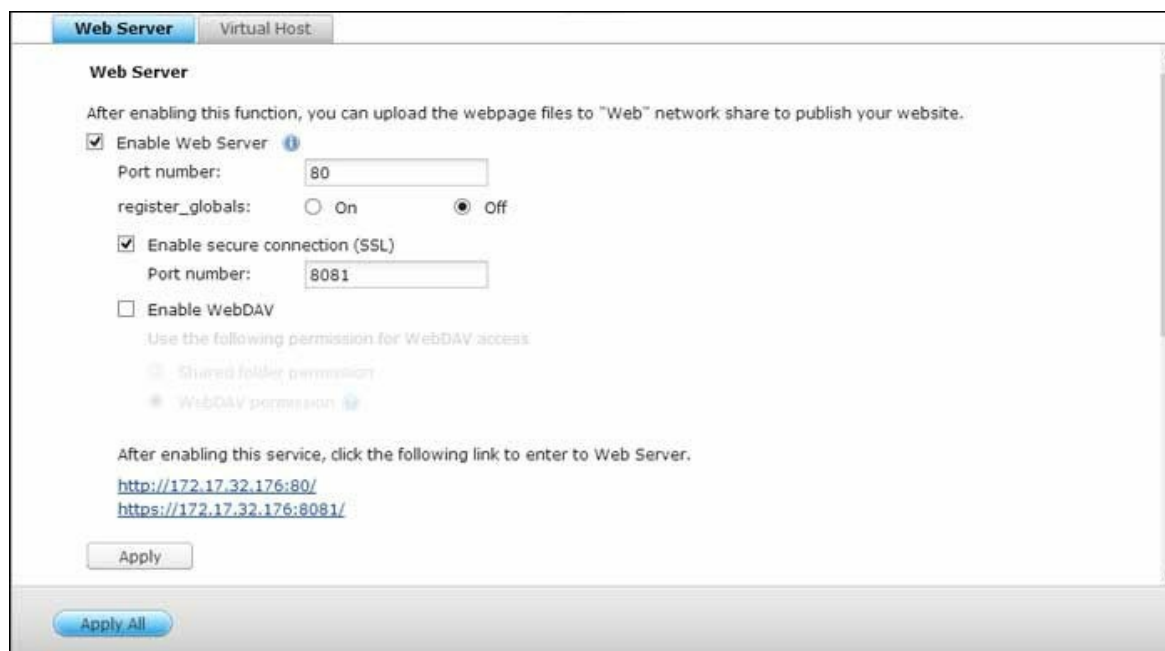 Web Server Virtual Host
Web Server
After enabling this function, you can upload the webpage files to "Web" network share to publish your website.
Enable Web Server
Port number: 80
register_globals: On Off
Enable secure connection (SSL)
Port number: 8081
Enable WebDAV
Use the following permission for WebDAV access
Shared folder permission
WebDAV permission
After enabling this service, click the following link to enter to Web Server.
http://172.17.32.176:80/
https://172.17.32.176:8081/
Apply
Apply All